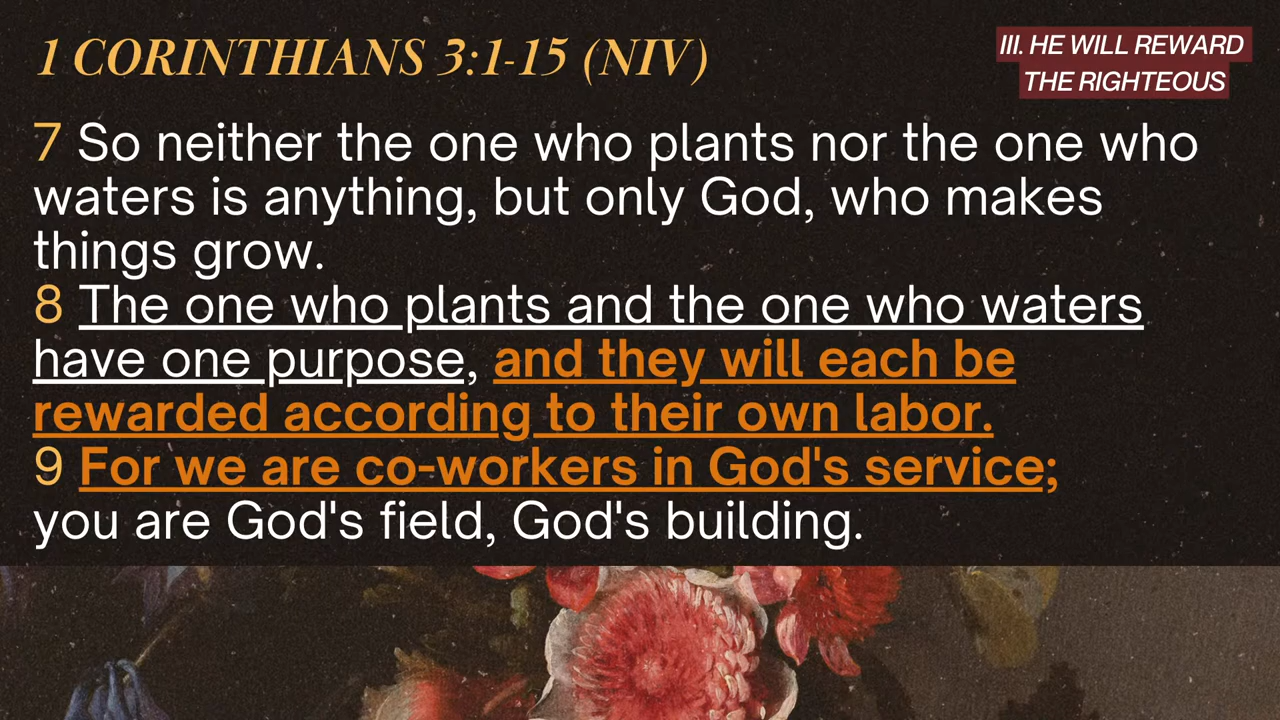 1 CORINTHIANS 3:1-15 (NIV)
III. HE WILL REWARD
THE RIGHTEOUS
7 So neither the one who plants nor the one who
waters is anything, but only God, who makes
things grow.
8 The one who plants and the one who waters
have one purpose, and they will each be
rewarded according to their own labor.
9 For we are co-workers in God's service;
you are God's field, God's building.